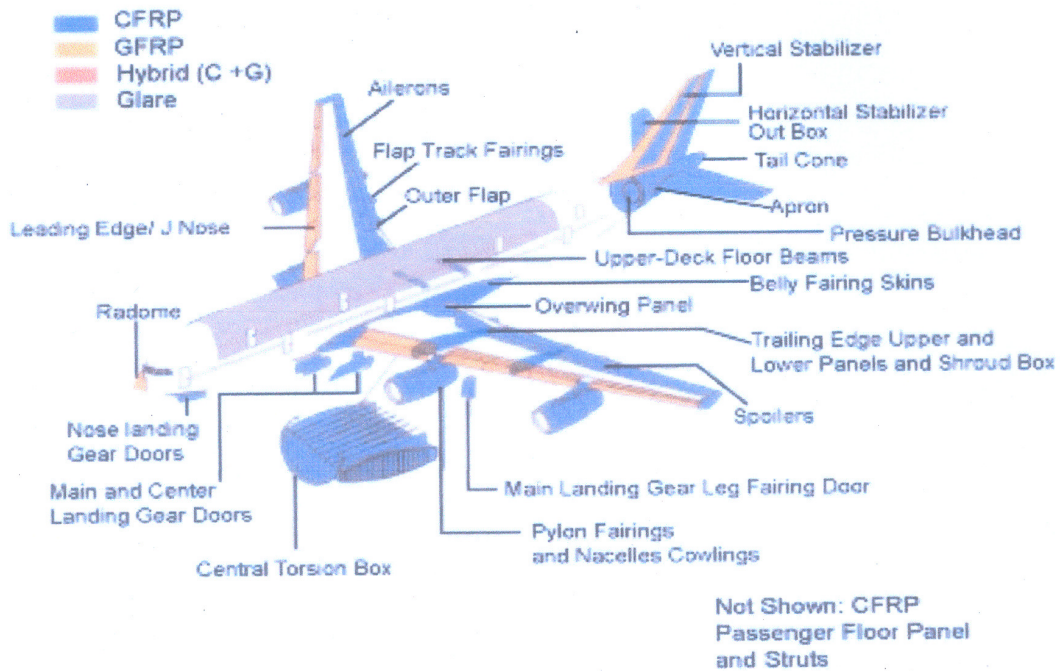 CFRP
GFRP
Hybrid (C +G)
Glare
Vertical Stabilizer
Ailerons
Horizontal Stabilizer
Out Box
Flap Track Fairings
Tail Cone
Outer Flap
Apron
Leading Edge/ J Nose
Pressure Bulkhead
Upper-Deck Floor Beams
Belly Fairing Skins
Radome
Overwing Panel
Trailing Edge Upper and
Lower Panels and Shroud Box
Spoilers
Nose landing
Gear Doors
Main and Center
Landing Gear Doors
Main Landing Gear Leg Fairing Door
Pylon Fairings
and Nacelles Cowlings
Central Torsion Box
Not Shown: CFRP
Passenger Floor Panel
and Struts